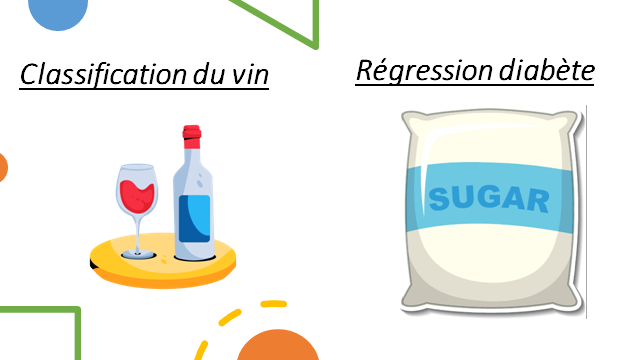 Classification du vin
Régression diabète
SUGAR